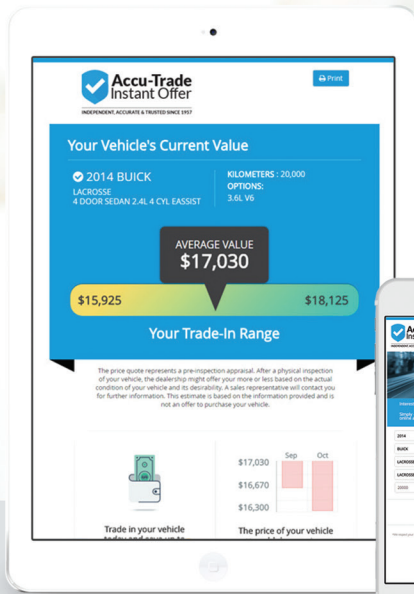 Accu-Trade
Instant Offer
INDEPENDENT, ACCURATE & TRUSTED SINCE 1957
Print
Your Vehicle's Current Value
2014 BUICK
LACROSSE
4 DOOR SEDAN 2.4L 4 CYL EASSIST
KILOMETERS : 20,000
OPTIONS:
3.6L V6
AVERAGE VALUE
$17,030
$15,925
$18,125
Your Trade-In Range
The price quote represents a pre-inspection appraisal. After a physical inspection
of your vehicle, the dealership might offer your more or less based on the actual
condition of your vehicle and its desirability. A sales representative will contact you
for further information. This estimate is based on the information provided and is
not an offer to purchase your vehicle.
Trade in your vehicle
Sep Oct
$17,030
$16,670
$16,300
The price of your vehicle
2014
BUICK
LACROSSE
LACROSSE
20000